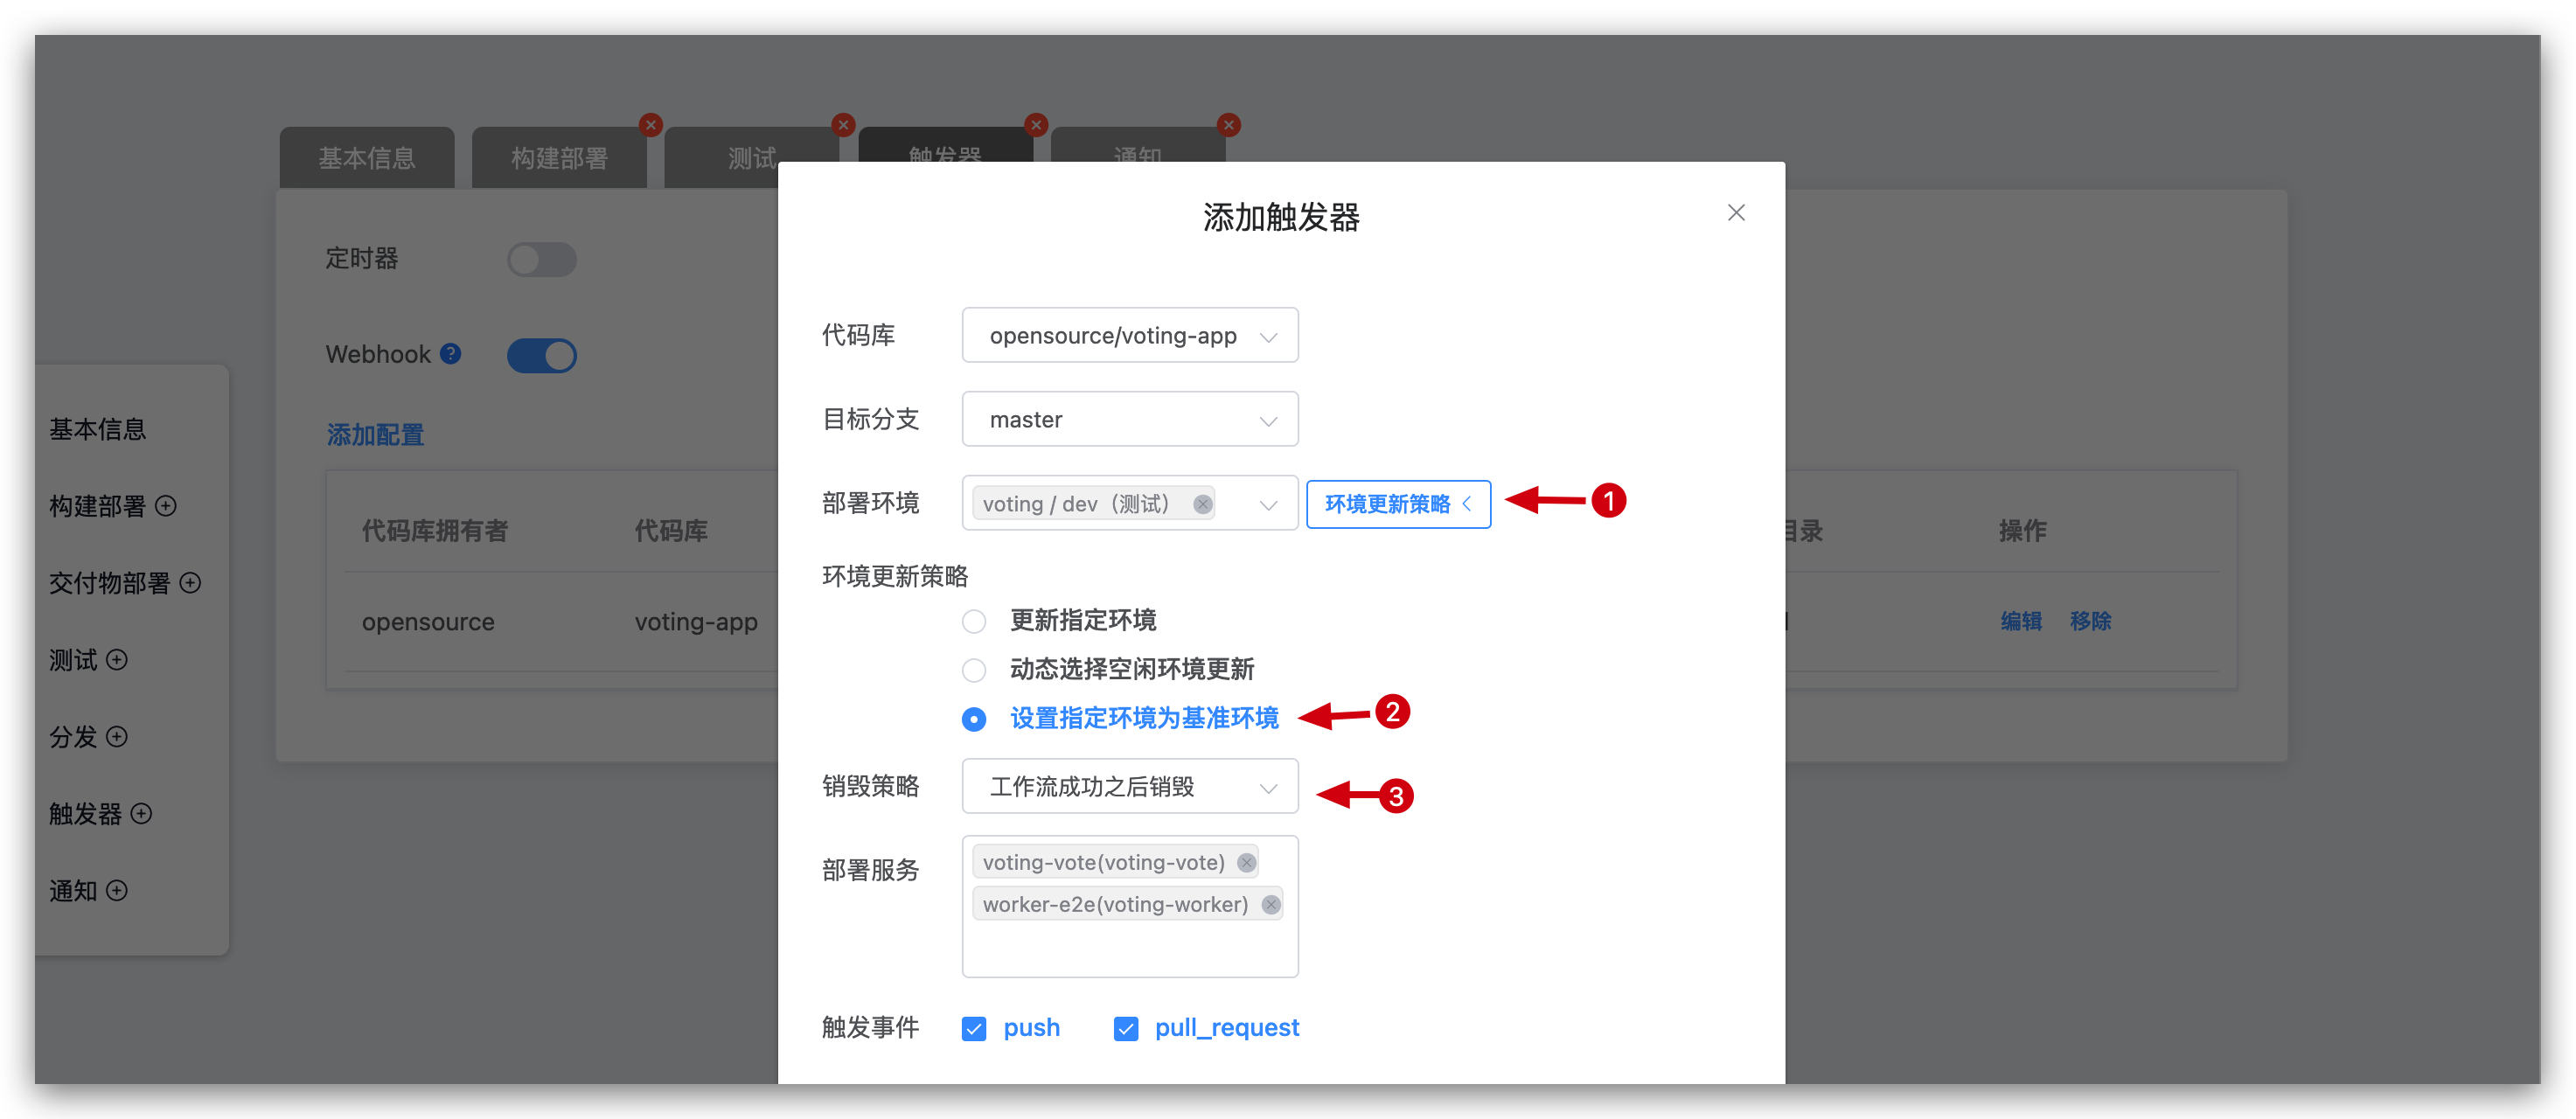 基本信息
构建部署
测试
触发器
通知
定时器
Webhook ?
添加配置
代码库拥有者
代码库
目录
操作
opensource
voting-app
编辑
移除
基本信息
构建部署
交付物部署
测试
分发
触发器
通知
添加触发器
代码库
opensource/voting-app
目标分支
master
部署环境
voting / dev（测试）
环境更新策略
1
环境更新策略
更新指定环境
动态选择空闲环境更新
设置指定环境为基准环境
2
销毁策略
工作流成功之后销毁
3
部署服务
voting-vote(voting-vote)
worker-e2e(voting-worker)
触发事件
push
pull_request